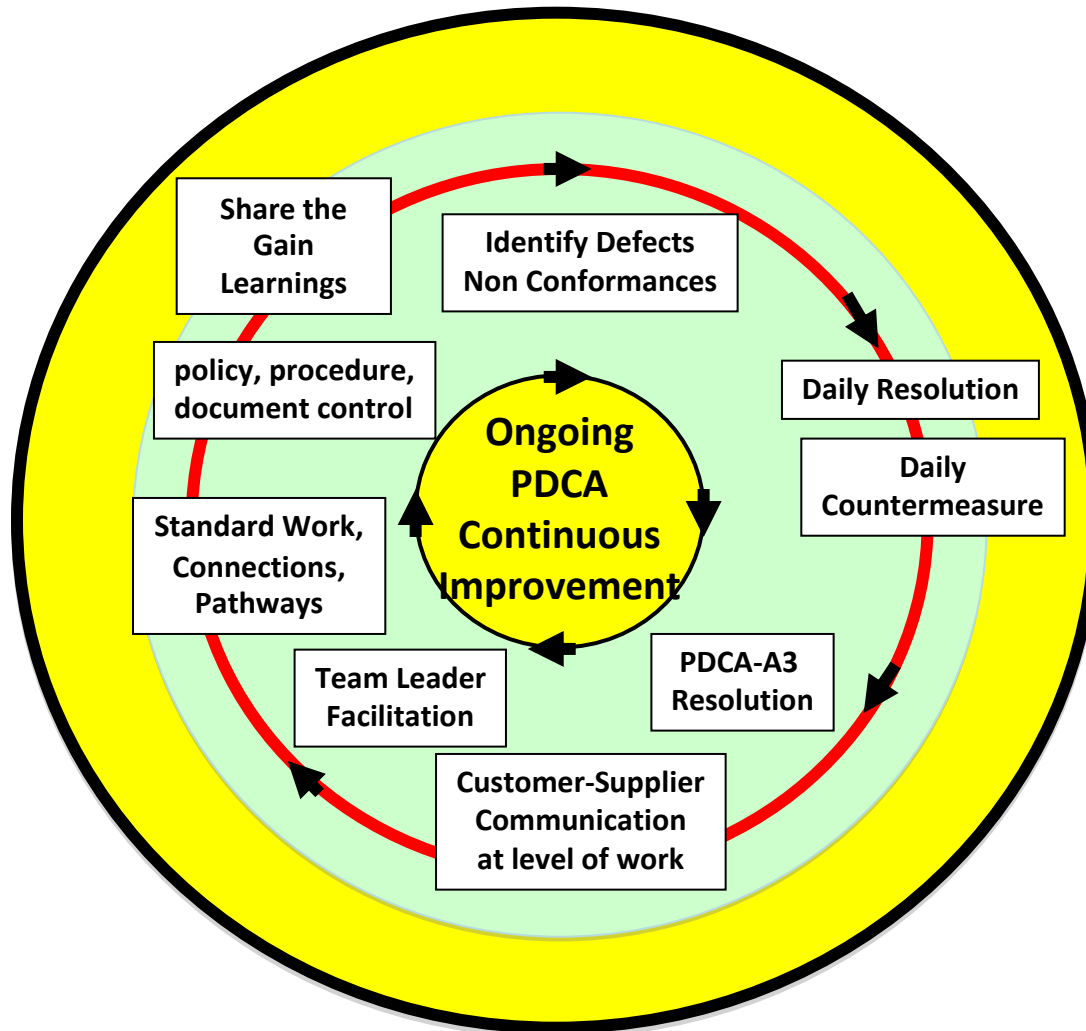 Share the
Gain
Learnings
Identify Defects
Non Conformances
policy, procedure,
document control
Daily Resolution
Daily
Countermeasure
Ongoing
PDCA
Continuous
Improvement
Standard Work,
Connections,
Pathways
Team Leader
Facilitation
PDCA-A3
Resolution
Customer-Supplier
Communication
at level of work